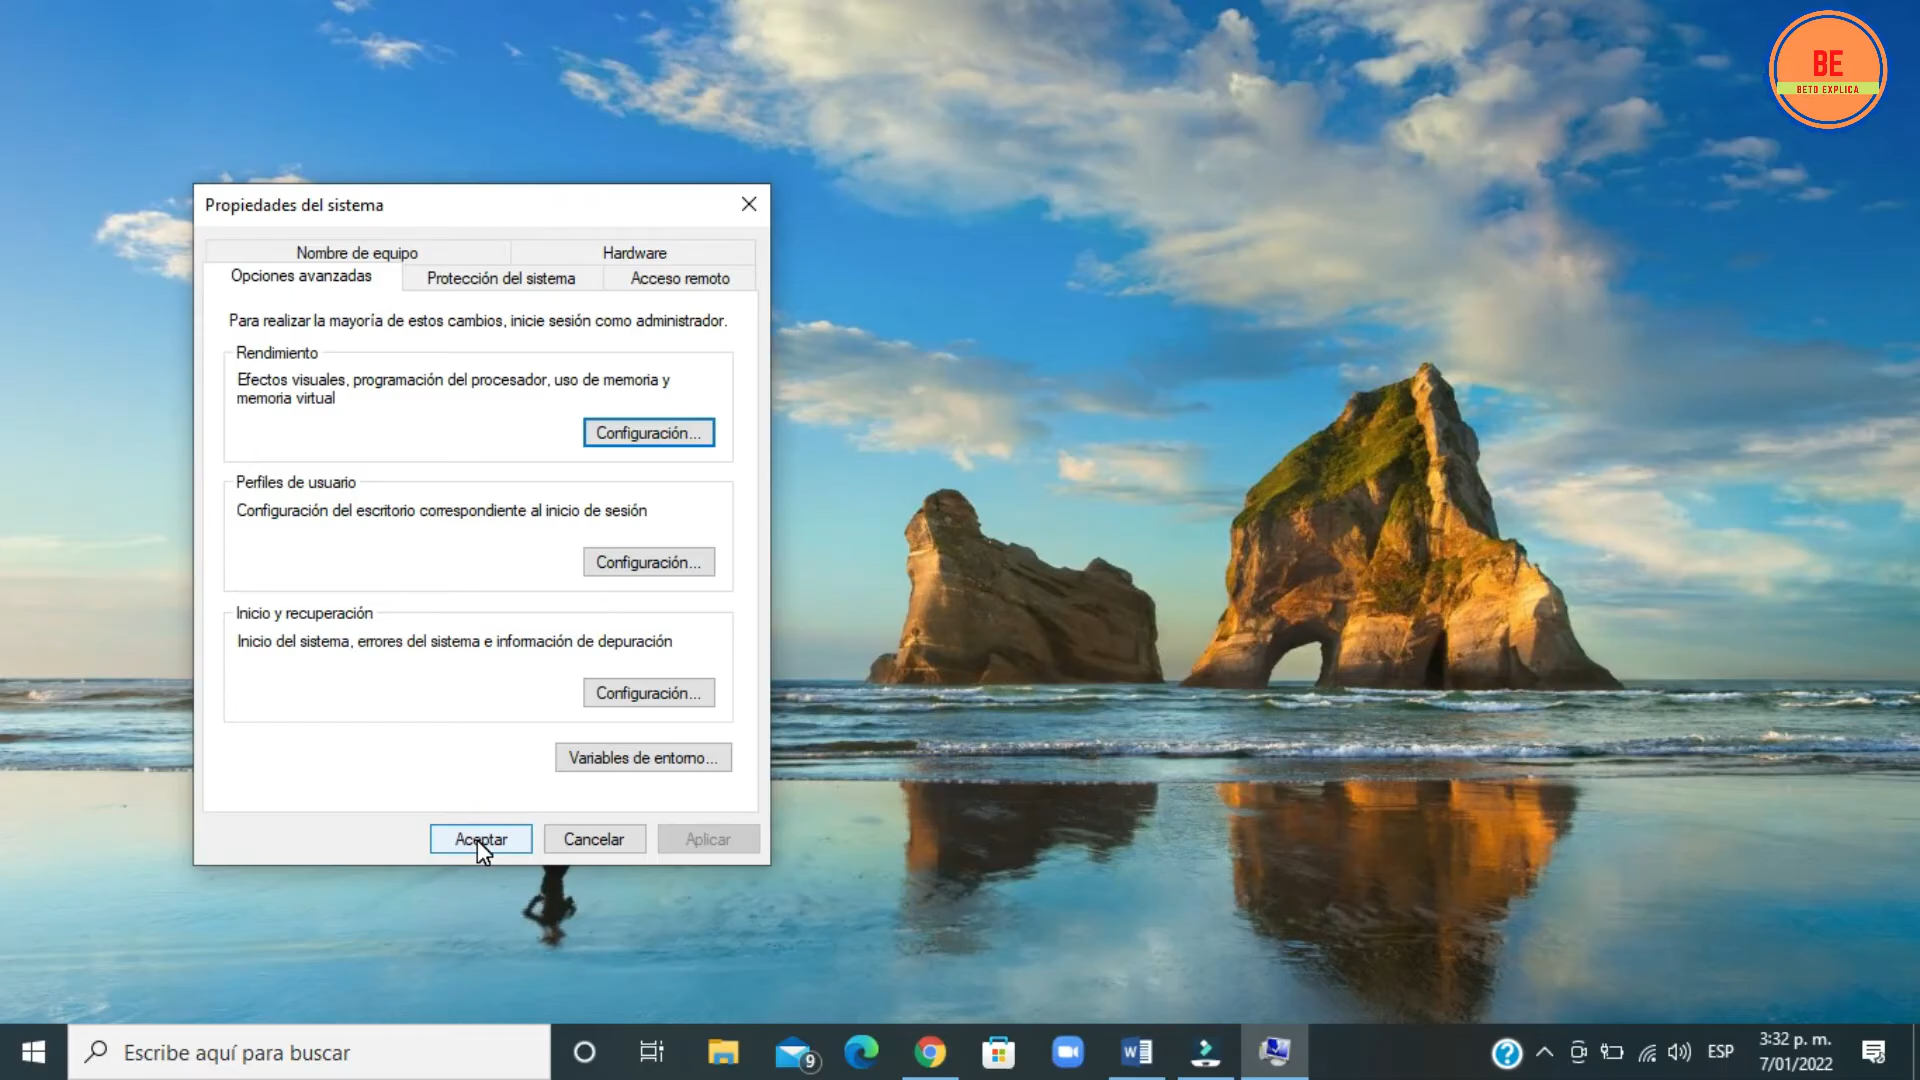 BE
BETO EXPLICA
Propiedades del sistema
Nombre de equipo
Hardware
Opciones avanzadas
Protección del sistema
Acceso remoto
Para realizar la mayoría de estos cambios, inicie sesión como administrador.
Rendimiento
Efectos visuales, programación del procesador, uso de memoria y
memoria virtual
Configuración...
Perfiles de usuario
Configuración del escritorio correspondiente al inicio de sesión
Configuración...
Inicio y recuperación
Inicio del sistema, errores del sistema e información de depuración
Configuración...
Variables de entorno...
Aceptar
Cancelar
Aplicar
Escribe aquí para buscar
9
W
ESP
3:32 p. m.
7/01/2022